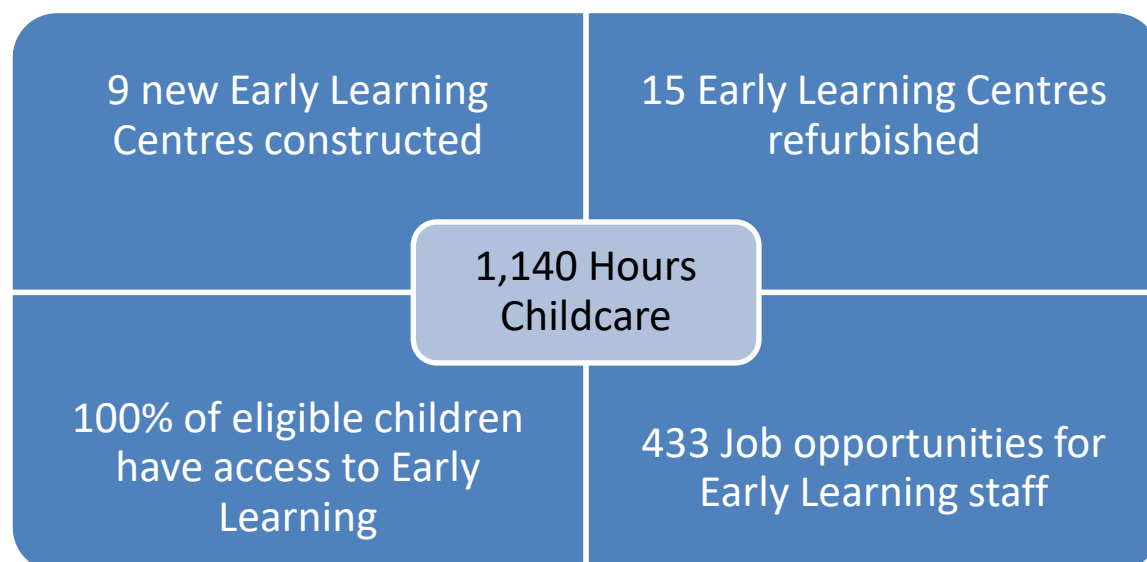 9 new Early Learning
Centres constructed
15 Early Learning Centres
refurbished
1,140 Hours
Childcare
100% of eligible children
have access to Early
Learning
433 Job opportunities for
Early Learning staff